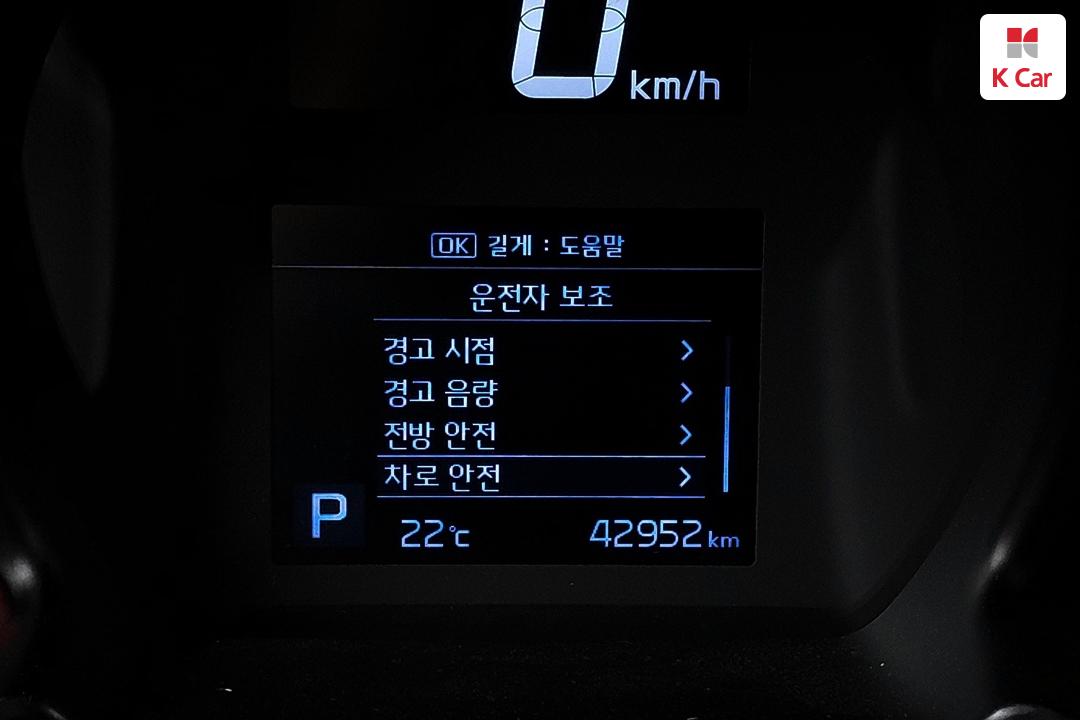 0 km/h
K Car
OK 길게 : 도움말
운전자 보조
경고 시점
경고 음량
전방 안전
차로 안전
P
22℃ 42952 km